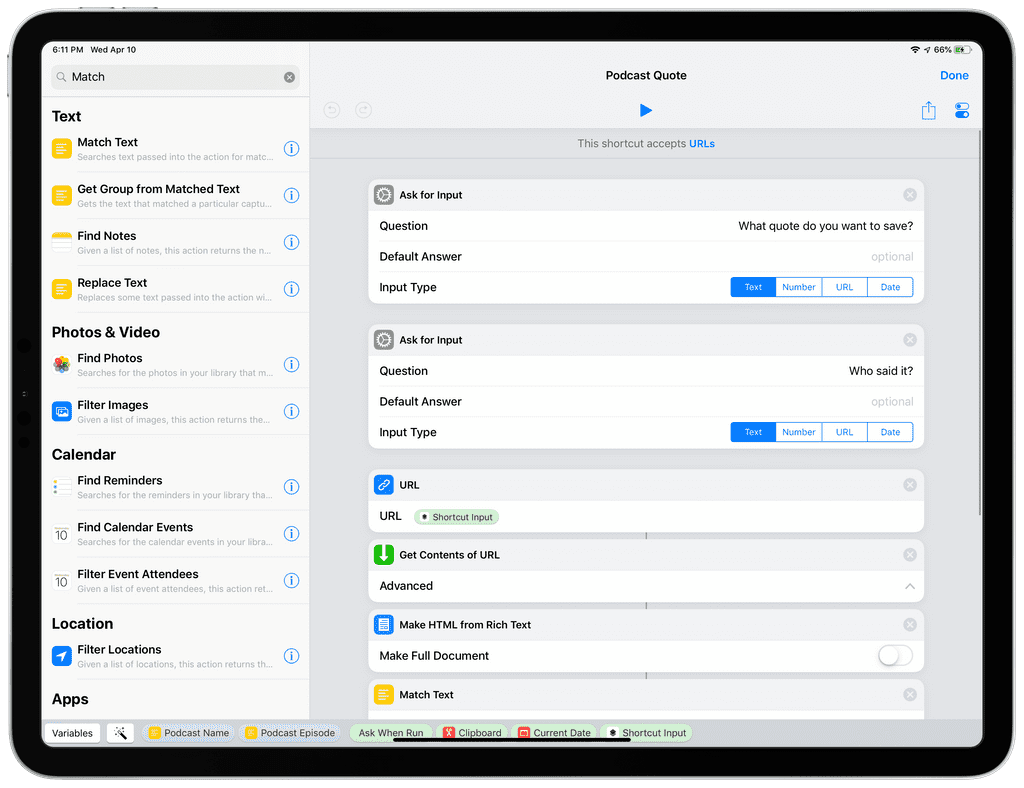 6:11 PM Wed Apr 10
66%
Match
Text
Match Text
Searches text passed into the action for matc...
Get Group from Matched Text
Gets the text that matched a particular captu...
Find Notes
Given a list of notes, this action returns the n...
Replace Text
Replaces some text passed into the action wi...
Photos & Video
Find Photos
Searches for the photos in your library that m...
Filter Images
Given a list of images, this action returns the...
Calendar
Find Reminders
Searches for the reminders in your library tha...
10
Find Calendar Events
Searches for the calendar events in your libra...
10
Filter Event Attendees
Given a list of event attendees, this action ret...
Location
Filter Locations
Given a list of locations, this action returns th...
Apps
Podcast Quote
Done
This shortcut accepts URLs
Ask for Input
Question What quote do you want to save?
Default Answer optional
Input Type Text Number URL Date
Ask for Input
Question Who said it?
Default Answer optional
Input Type Text Number URL Date
URL
URL Shortcut Input
Get Contents of URL
Advanced
Make HTML from Rich Text
Make Full Document
Match Text
Variables Podcast Name Podcast Episode Ask When Run Clipboard Current Date Shortcut Input